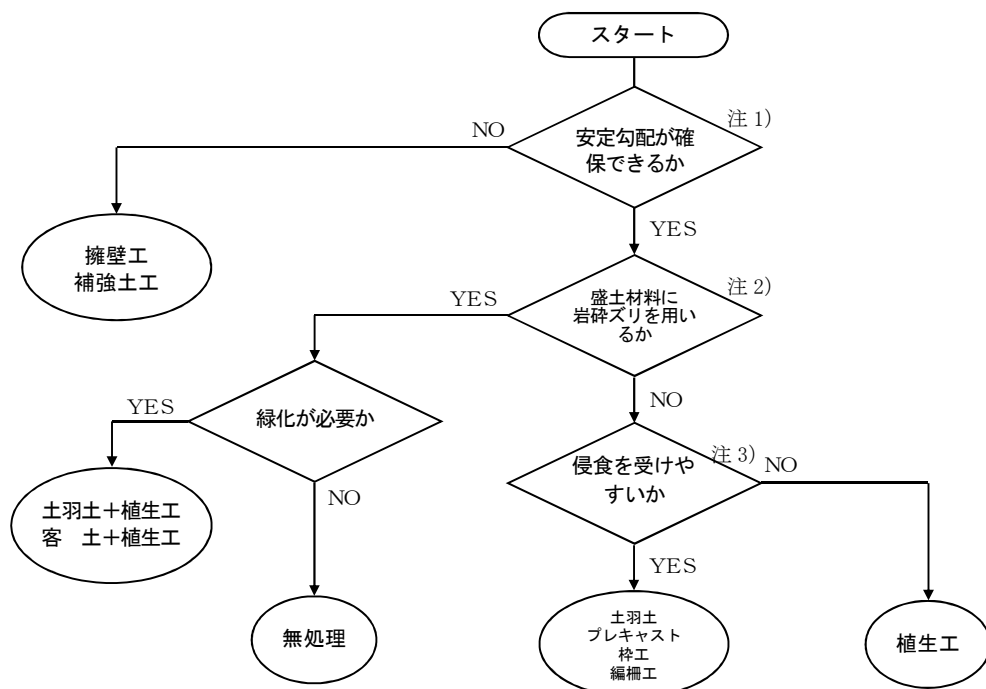 スタート
注1)
安定勾配が確
保できるか
NO
YES
擁壁工
補強土工
注2)
盛土材料に
岩砕ズリを用い
るか
YES
NO
緑化が必要か
YES
NO
注3)
侵食を受けや
すいか
NO
YES
土羽土+植生工
客　土+植生工
無処理
土羽土
プレキャスト
枠工
編柵工
植生工